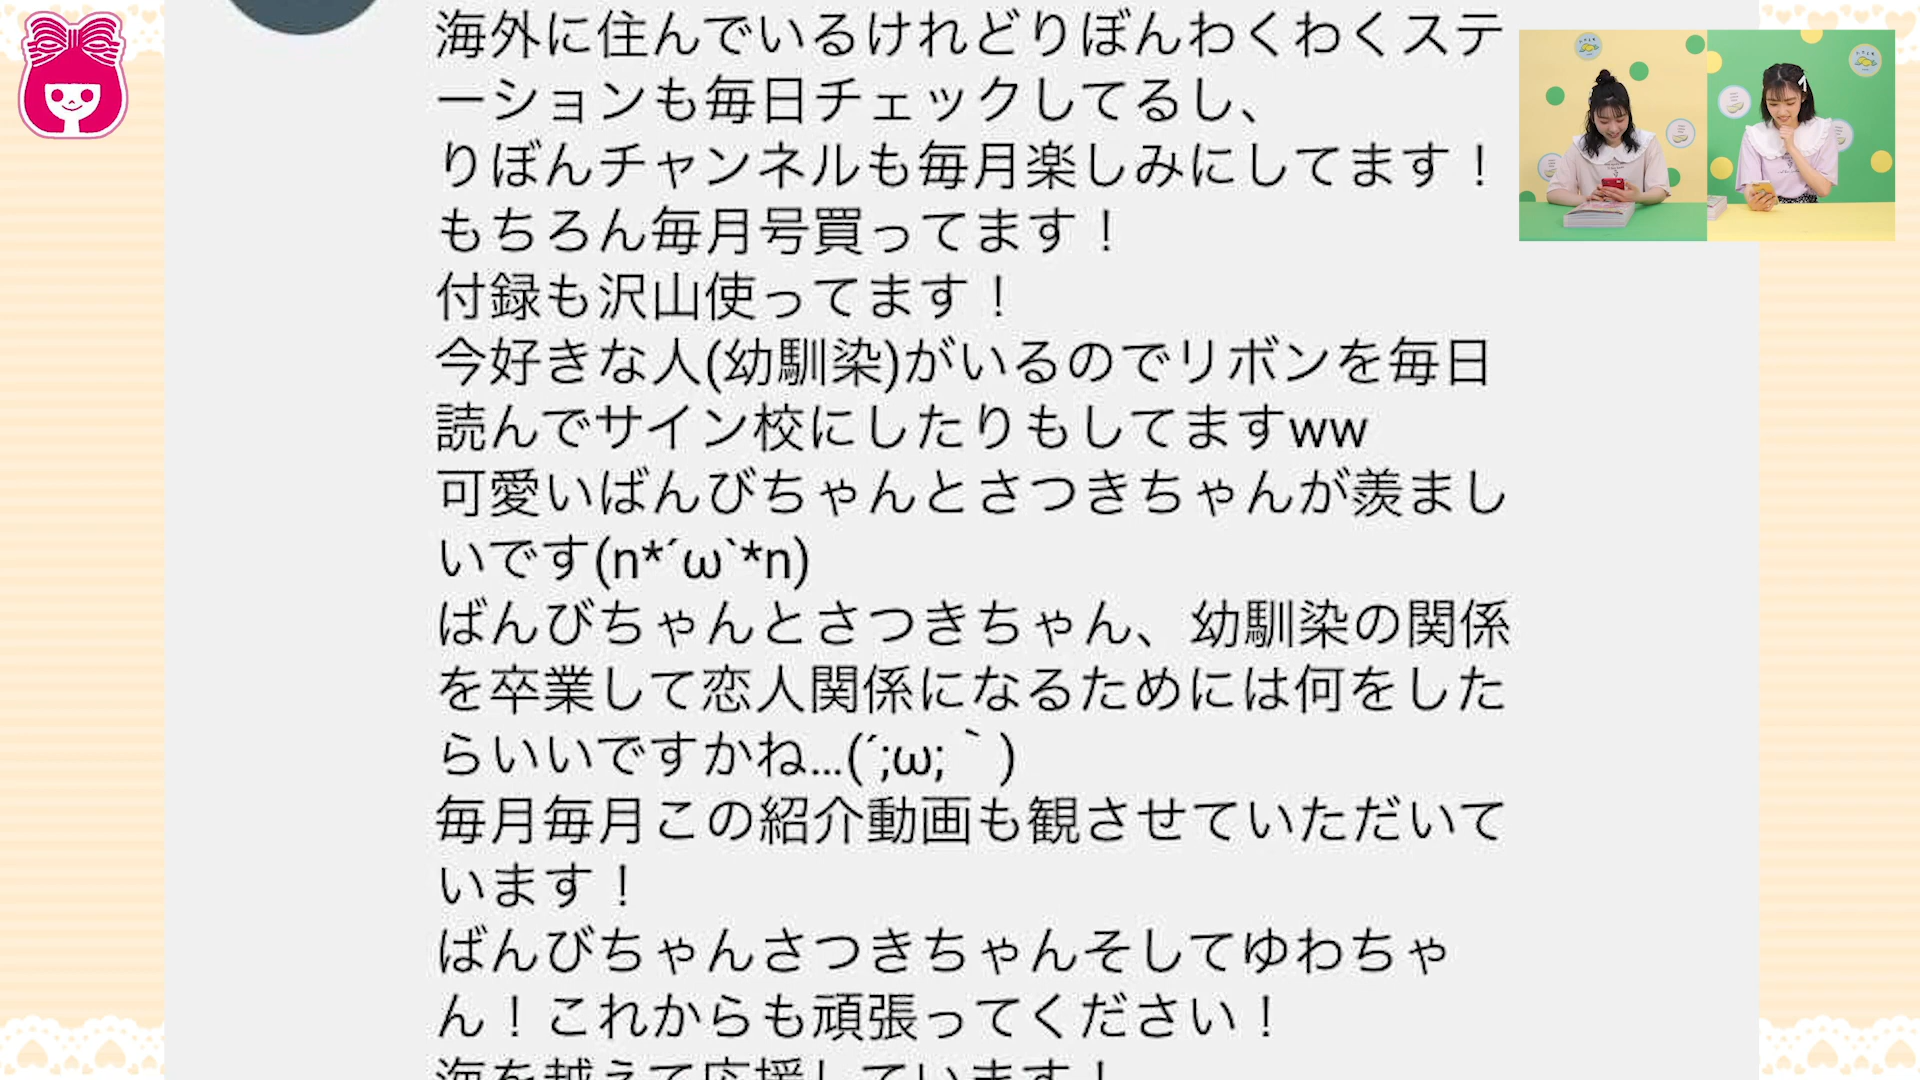 海外に住んでいるけれどりぼんわくわくステ
ーションも毎日チェックしてるし、
りぼんチャンネルも毎月楽しみにしてます！
もちろん毎月号買ってます！
付録も沢山使ってます！
今好きな人(幼馴染)がいるのでリボンを毎日
読んでサイン校にしたりもしてますww
可愛いばんびちゃんとさつきちゃんが羨まし
いです(n*´ω`*n)
ばんびちゃんとさつきちゃん、幼馴染の関係
を卒業して恋人関係になるためには何をした
らいいですかね...(´;ω;｀)
毎月毎月この紹介動画も観させていただいて
います！
ばんびちゃんさつきちゃんそしてゆわちゃ
ん！これからも頑張ってください！
海を越えて応援しています！